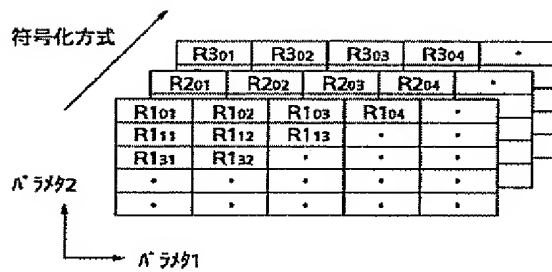 符号化方式
R301 R302 R303 R304 ・
R201 R202 R203 R204 ・
R101 R102 R103 R104 ・
R111 R112 R113 ・ ・
R131 R132 ・ ・ ・
・ ・ ・ ・ ・
・ ・ ・ ・ ・
パラメタ2
パラメタ1